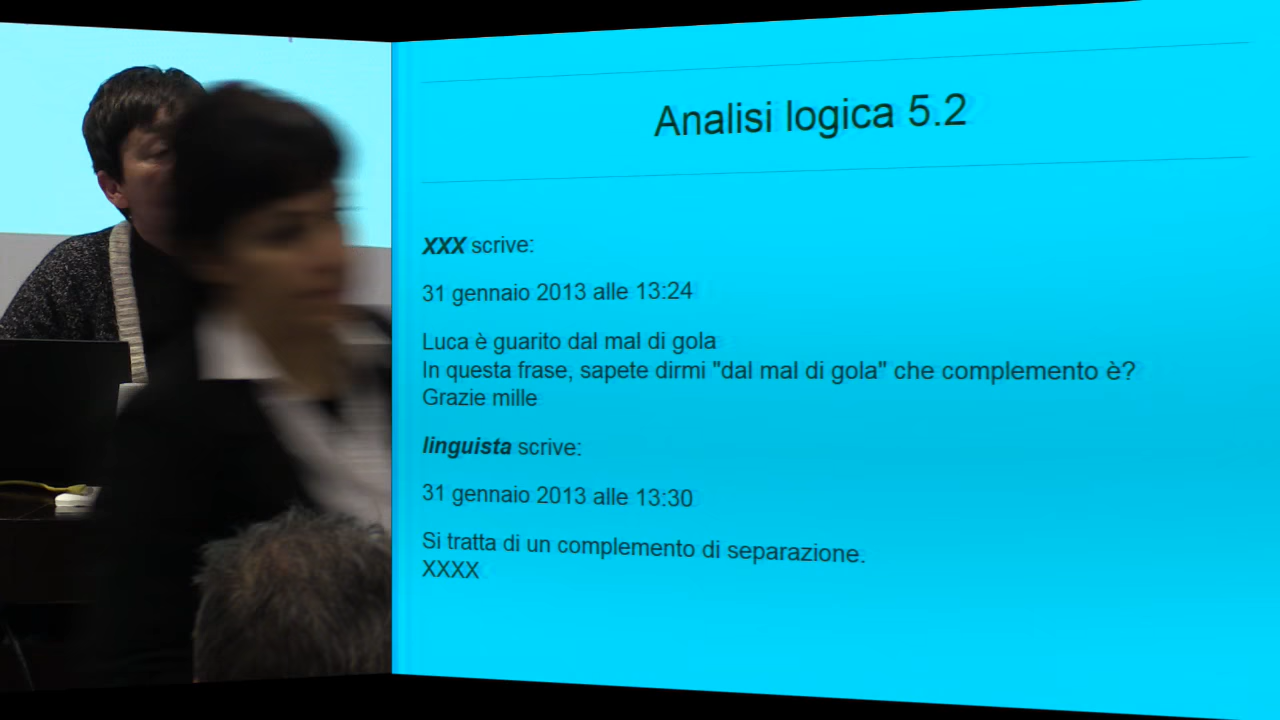 Analisi logica 5.2
XXX scrive:
31 gennaio 2013 alle 13:24
Luca è guarito dal mal di gola
In questa frase, sapete dirmi "dal mal di gola" che complemento è?
Grazie mille
linguista scrive:
31 gennaio 2013 alle 13:30
Si tratta di un complemento di separazione.
XXXX